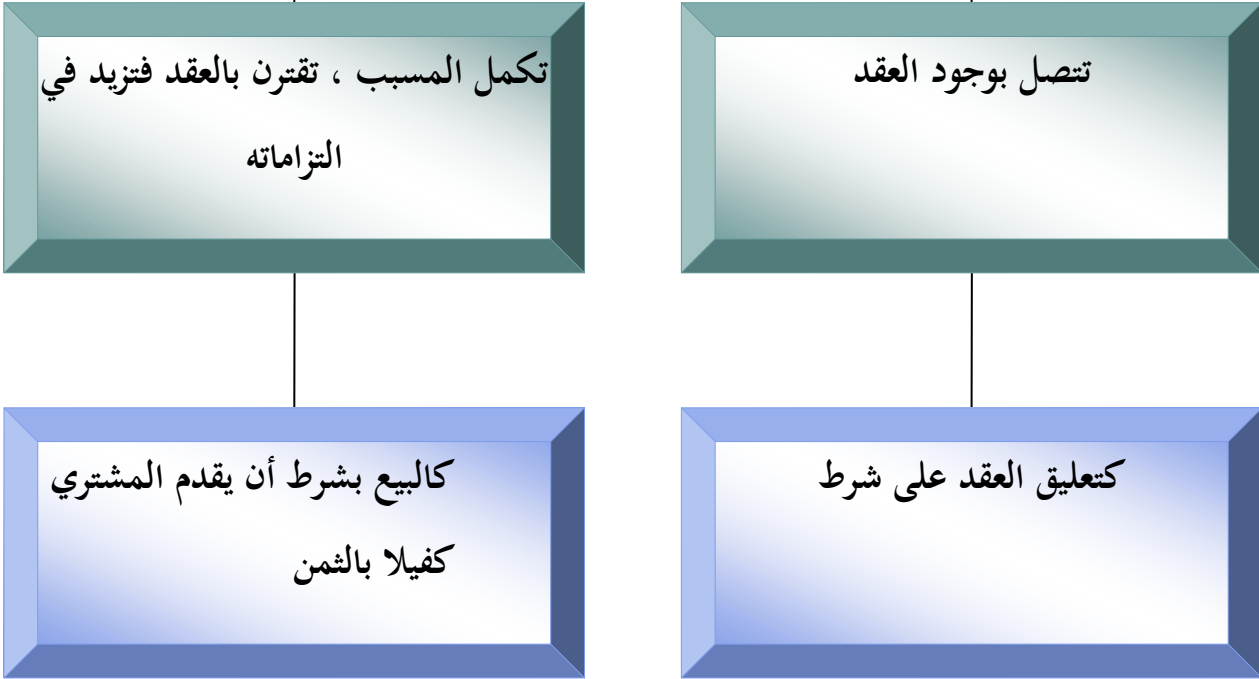 تتصل بوجود العقد
تكمل المسبب ، تقترن بالعقد فتزيد في
التزاماته
كتعليق العقد على شرط
كالبيع بشرط أن يقدم المشتري
كفيلا بالثمن